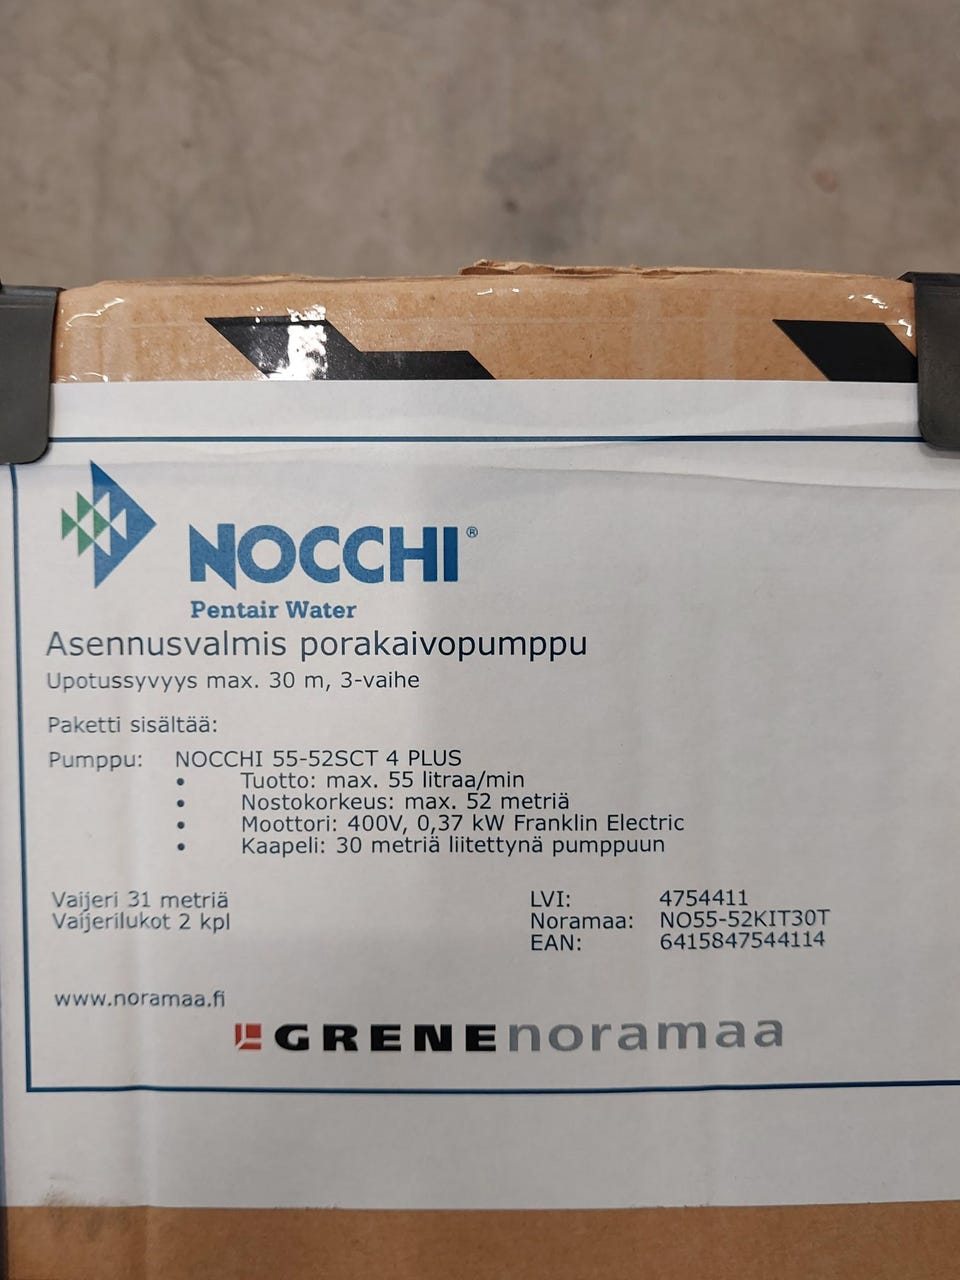 NOCCHI®
Pentair Water
Asennusvalmis porakaivopumppu
Upotussyvyys max. 30 m, 3-vaihe
Paketti sisältää:
Pumppu: NOCCHI 55-52SCT 4 PLUS
• Tuotto: max. 55 litraa/min
• Nostokorkeus: max. 52 metriä
• Moottori: 400V, 0,37 kW Franklin Electric
• Kaapeli: 30 metriä liitettynä pumppuun
Vaijeri 31 metriä
Vaijerilukot 2 kpl
LVI: 4754411
Noramaa: NO55-52KIT30T
EAN: 6415847544114
www.noramaa.fi
GRENE noramaa